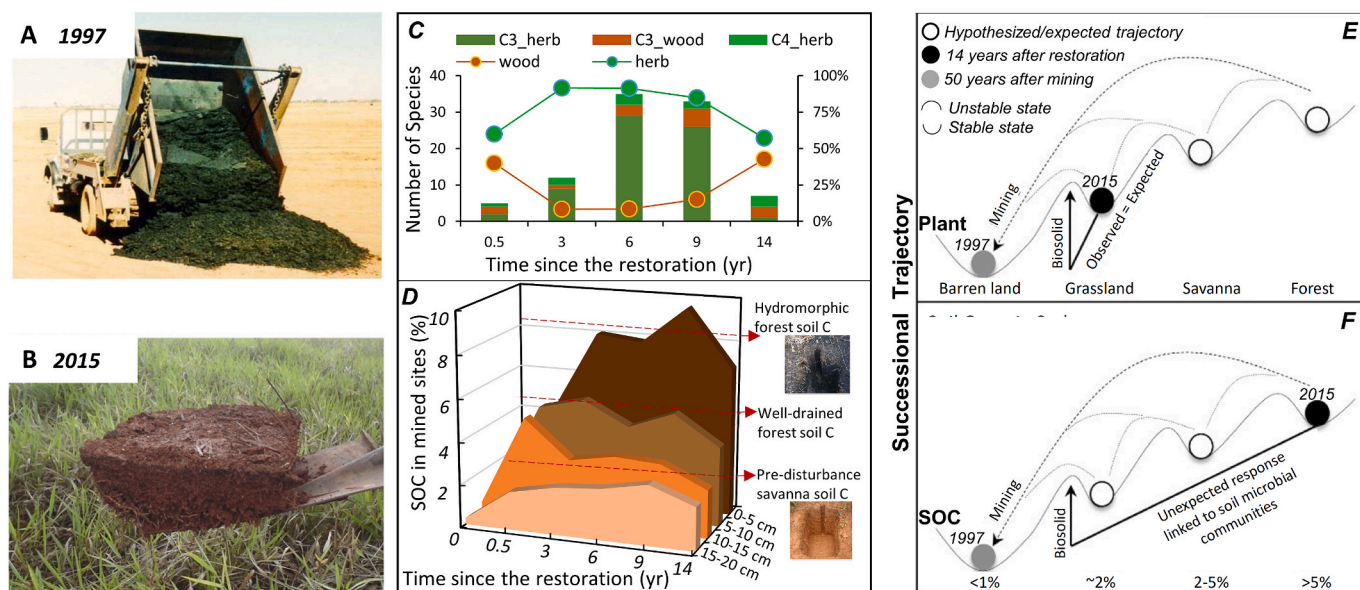 A 1997
B 2015
C
C3_herb C3_wood C4_herb
wood herb
Number of Species
40
30
20
10
0
100%
75%
50%
25%
0%
0.5 3 6 9 14
Time since the restoration (yr)
D
SOC in mined sites (%)
10
8
6
4
2
0 0.5 3 6 9 14
Time since the restoration (yr)
0-5 cm
5-10 cm
10-15 cm
15-20 cm
Hydromorphic
forest soil C
Well-drained
forest soil C
Pre-disturbance
savanna soil C
Successional Trajectory
E
Hypothesized/expected trajectory
14 years after restoration
50 years after mining
Unstable state
Stable state
Mining
2015
Plant
1997
Biosolid
Observed = Expected
Barren land Grassland Savanna Forest
F
2015
Mining
SOC
1997
Biosolid
Unexpected response
linked to soil microbial
communities
<1% ~2% 2-5% >5%